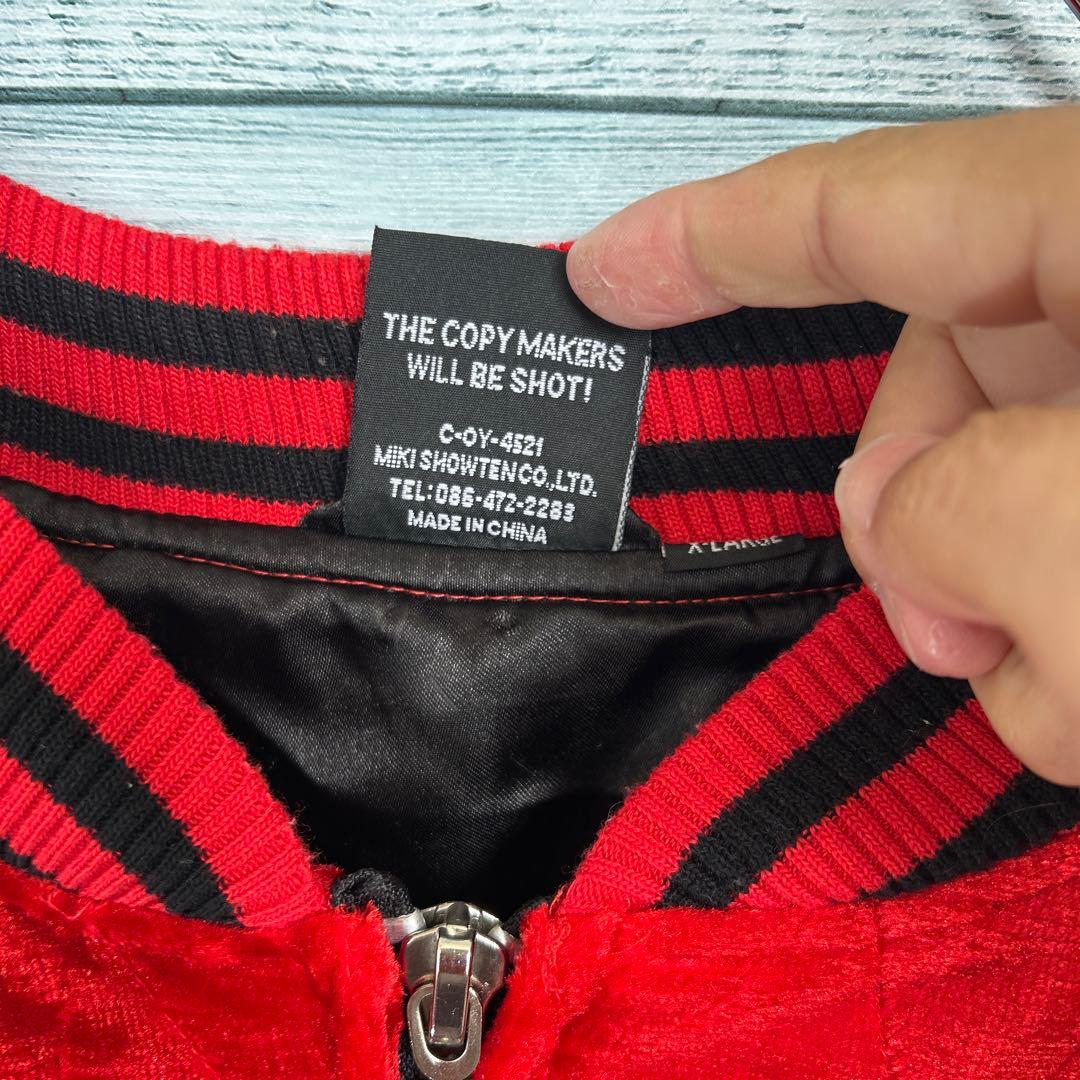 THE COPY MAKERS
WILL BE SHOT!
C-OY-4521
MIKI SHOWTEN CO.,LTD.
TEL:086-472-2283
MADE IN CHINA
X-LARGE